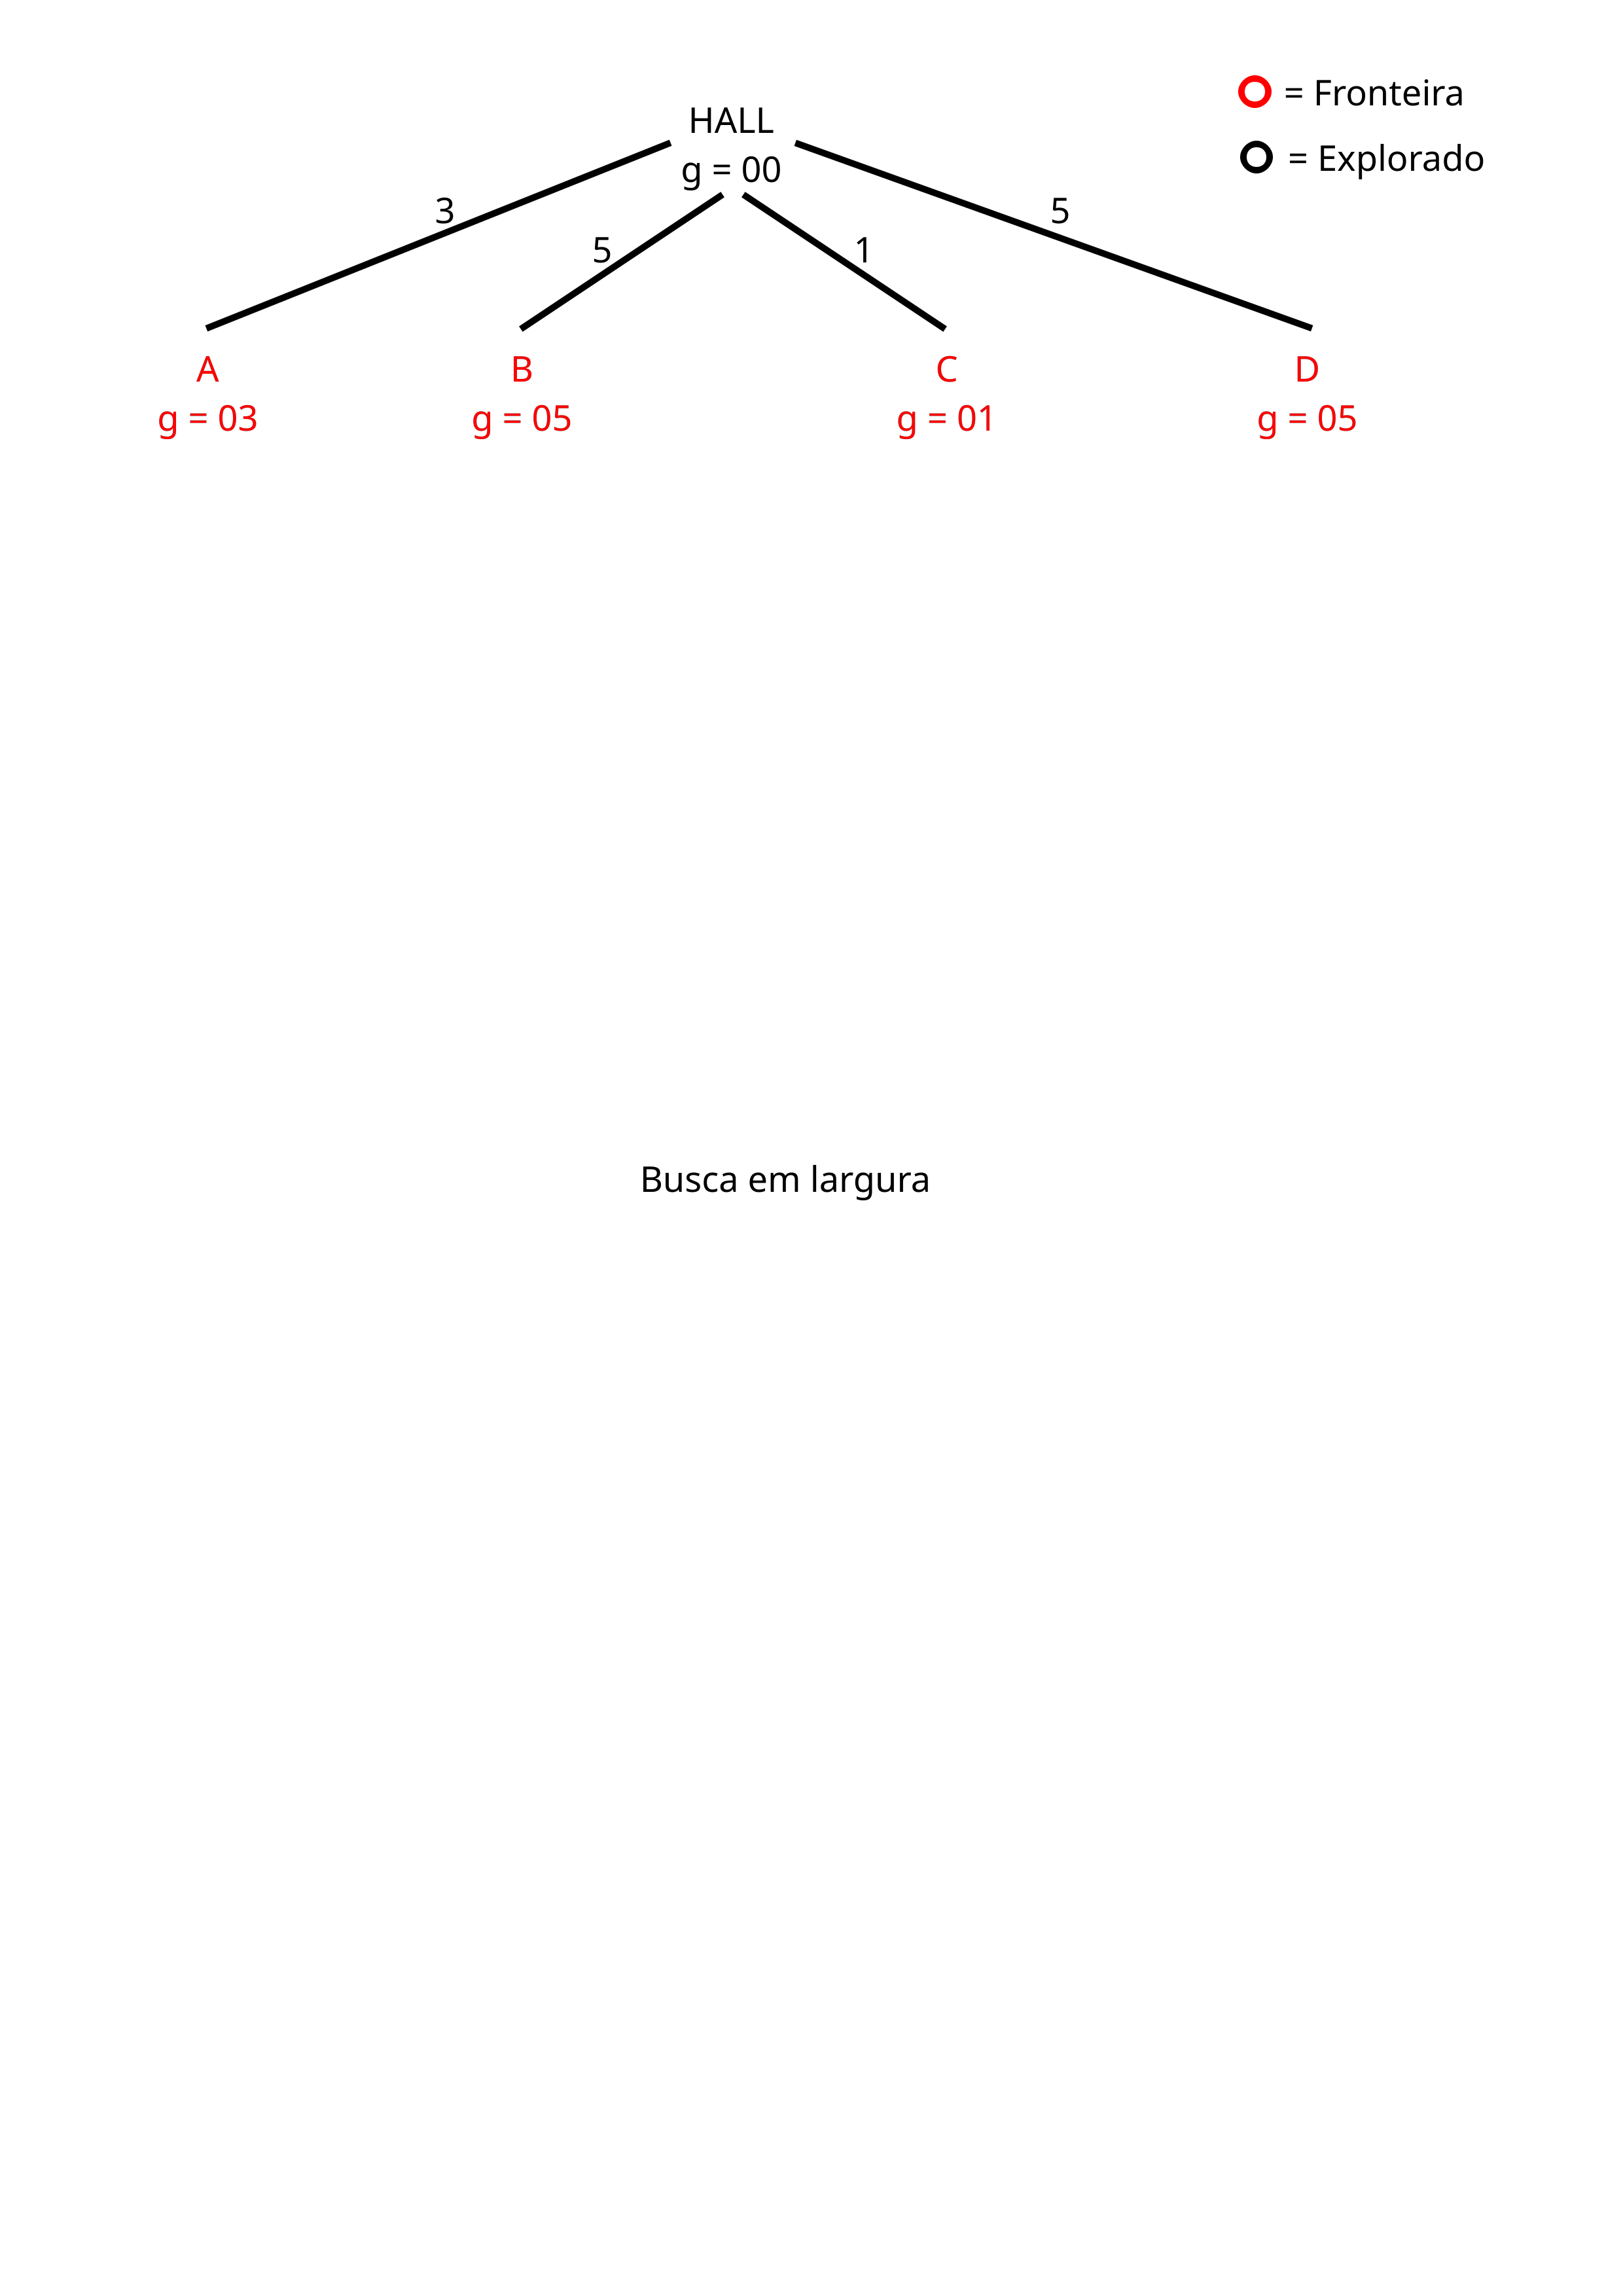 = Fronteira
= Explorado
HALL
g = 00
3
5
1
5
A
g = 03
B
g = 05
C
g = 01
D
g = 05
Busca em largura